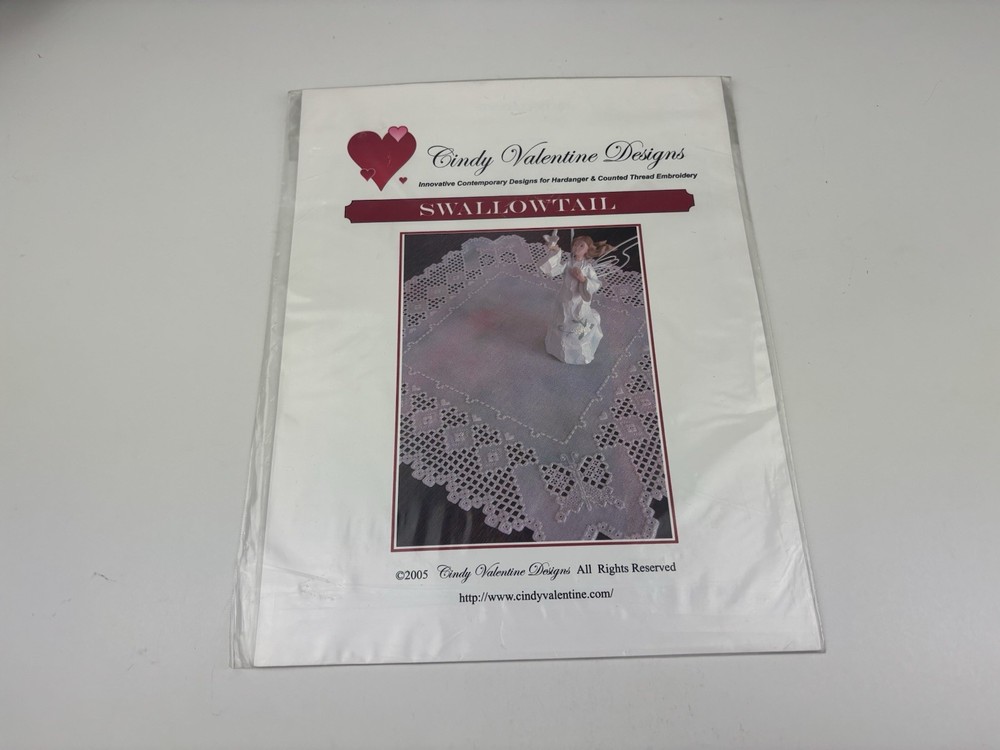 Cindy Valentine Designs
Innovative Contemporary Designs for Hardanger & Counted Thread Embroidery
SWALLOWTAIL
©2005 Cindy Valentine Designs All Rights Reserved
http://www.cindyvalentine.com/